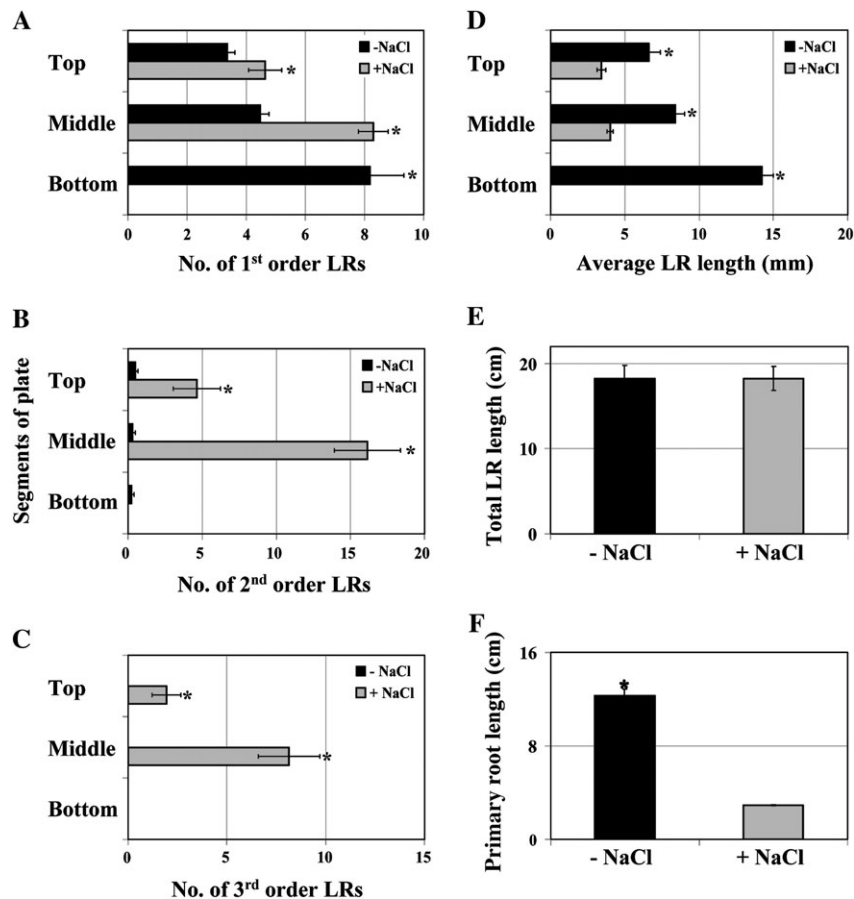 A
-NaCl
+NaCl
Top
*
Middle
*
Bottom
*
0 2 4 6 8 10
No. of 1st order LRs
D
-NaCl
+NaCl
Top
*
Middle
*
Bottom
*
0 5 10 15 20
Average LR length (mm)
B
Segments of plate
-NaCl
+NaCl
Top
*
Middle
*
Bottom
0 5 10 15 20
No. of 2nd order LRs
E
Total LR length (cm)
20
10
0
- NaCl + NaCl
C
- NaCl
+ NaCl
Top
*
Middle
*
Bottom
0 5 10 15
No. of 3rd order LRs
F
Primary root length (cm)
16
8
0
*
- NaCl + NaCl